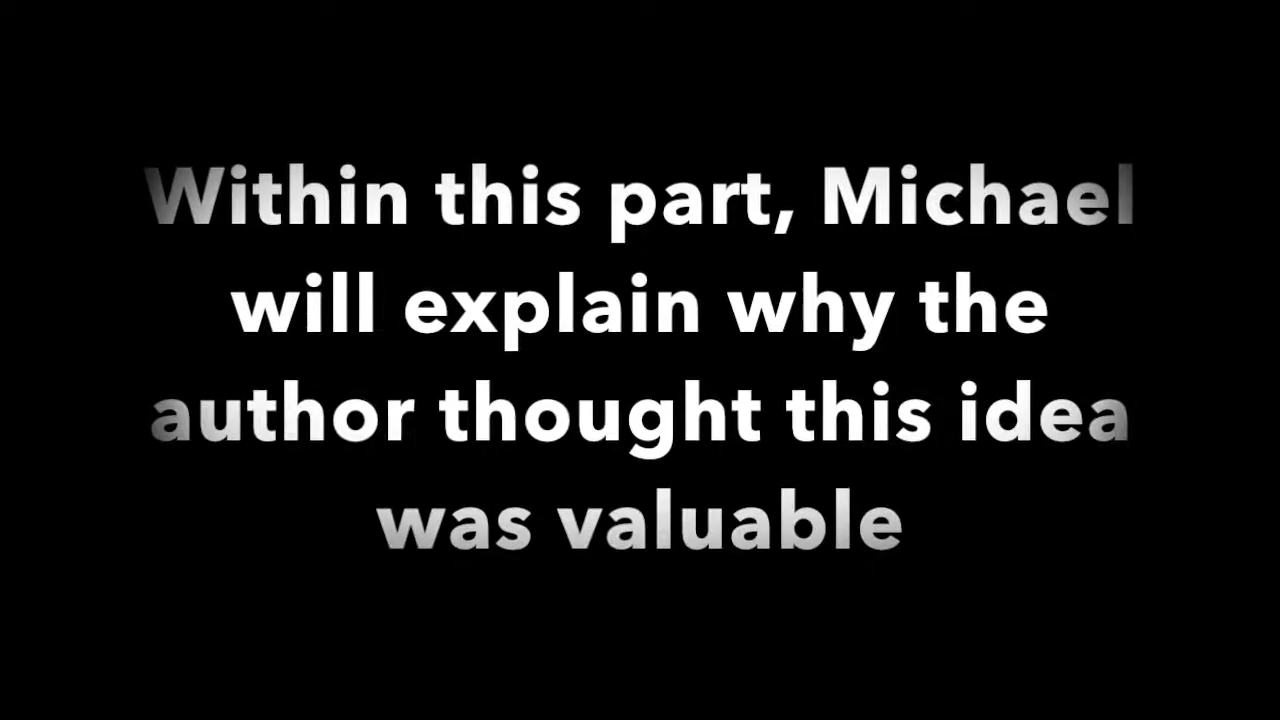 Within this part, Michael
will explain why the
author thought this idea
was valuable